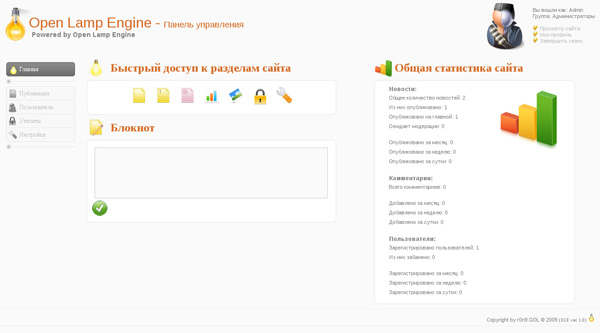 Open Lamp Engine - Панель управления
Powered by Open Lamp Engine
Вы вошли как: Admin
Группа: Администраторы
Просмотр сайта
Мой профиль
Завершить сеанс
Главная
Публикации
Пользователи
Утилиты
Настройки
Быстрый доступ к разделам сайта
Блокнот
Общая статистика сайта
Новости:
Общее количество новостей: 2
Из них опубликовано: 1
Опубликовано на главной: 1
Ожидает модерации: 0
Опубликовано за месяц: 0
Опубликовано за неделю: 0
Опубликовано за сутки: 0
Комментарии:
Всего комментариев: 0
Добавлено за месяц: 0
Добавлено за неделю: 0
Добавлено за сутки: 0
Пользователи:
Зарегистрировано пользователей: 1
Из них забанено: 0
Зарегистрировано за месяц: 0
Зарегистрировано за неделю: 0
Зарегистрировано за сутки: 0
Copyright by r0n9.GOL © 2009